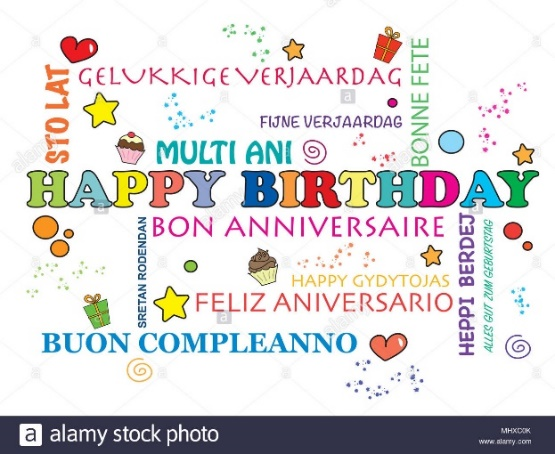 STO LAT
GELUKKIGE VERJAARDAG
BONNE FETE
FIJNE VERJAARDAG
MULTI ANI
HAPPY BIRTHDAY
BON ANNIVERSAIRE
SRETAN RODENDAN
HEPPI BERDEJ
ALLES GUT ZUM GEBURTSTAG
HAPPY GYDYTOJAS
FELIZ ANIVERSARIO
BUON COMPLEANNO
a alamy stock photo
MHXC0K
www.alamy.com